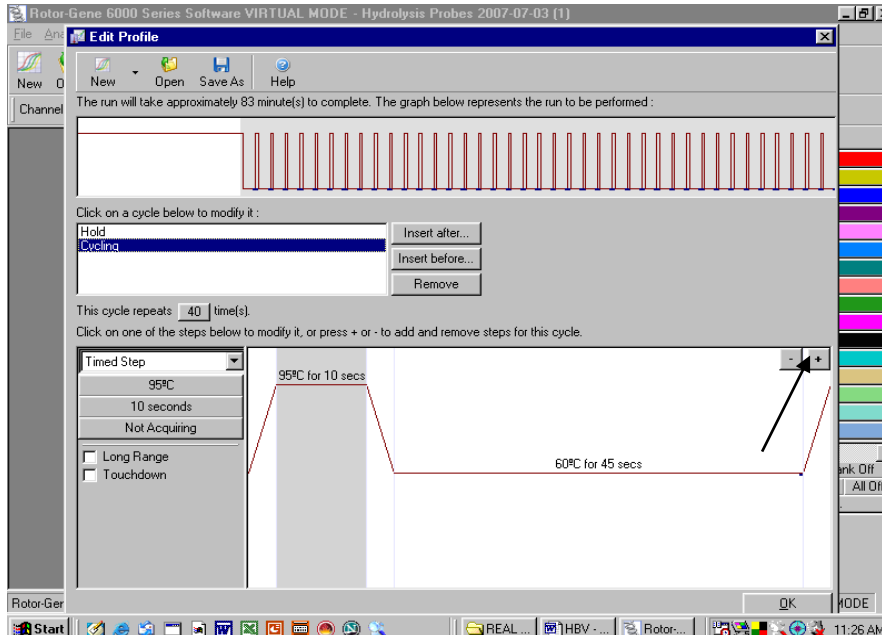 Rotor-Gene 6000 Series Software VIRTUAL MODE - Hydrolysis Probes 2007-07-03 (1)
File Ana
Edit Profile
New
New Open Save As Help
Channel
The run will take approximately 83 minute(s) to complete. The graph below represents the run to be performed :
Click on a cycle below to modify it :
Hold
Cycling
Insert after...
Insert before...
Remove
This cycle repeats 40 time(s).
Click on one of the steps below to modify it, or press + or - to add and remove steps for this cycle.
Timed Step
- +
95ºC
10 seconds
Not Acquiring
Long Range
Touchdown
95ºC for 10 secs
60ºC for 45 secs
ank Off
All Off
OK
Rotor-Ger
MODE
Start
REAL ...
HBV - ...
Rotor-...
11:26 AM